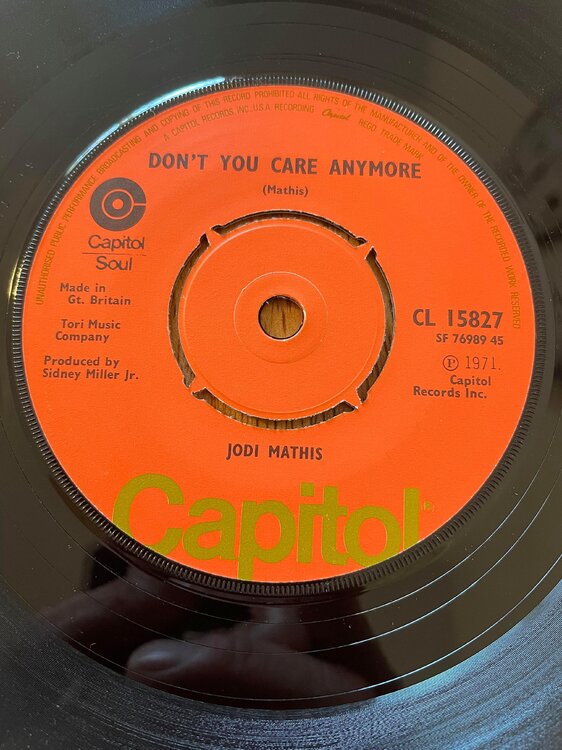 UNAUTHORISED PUBLIC PERFORMANCE BROADCASTING AND COPYING OF THIS RECORD PROHIBITED ALL RIGHTS OF THE MANUFACTURER AND OF THE OWNER OF THE RECORDED WORK RESERVED
A CAPITOL RECORDS INC. U.S.A. RECORDING Capitol REGD TRADE MARK
DON'T YOU CARE ANYMORE
(Mathis)
Capitol
Soul
Made in
Gt. Britain
Tori Music
Company
Produced by
Sidney Miller Jr.
CL 15827
SF 76989 45
Ⓟ 1971.
Capitol
Records Inc.
JODI MATHIS
Capitol®